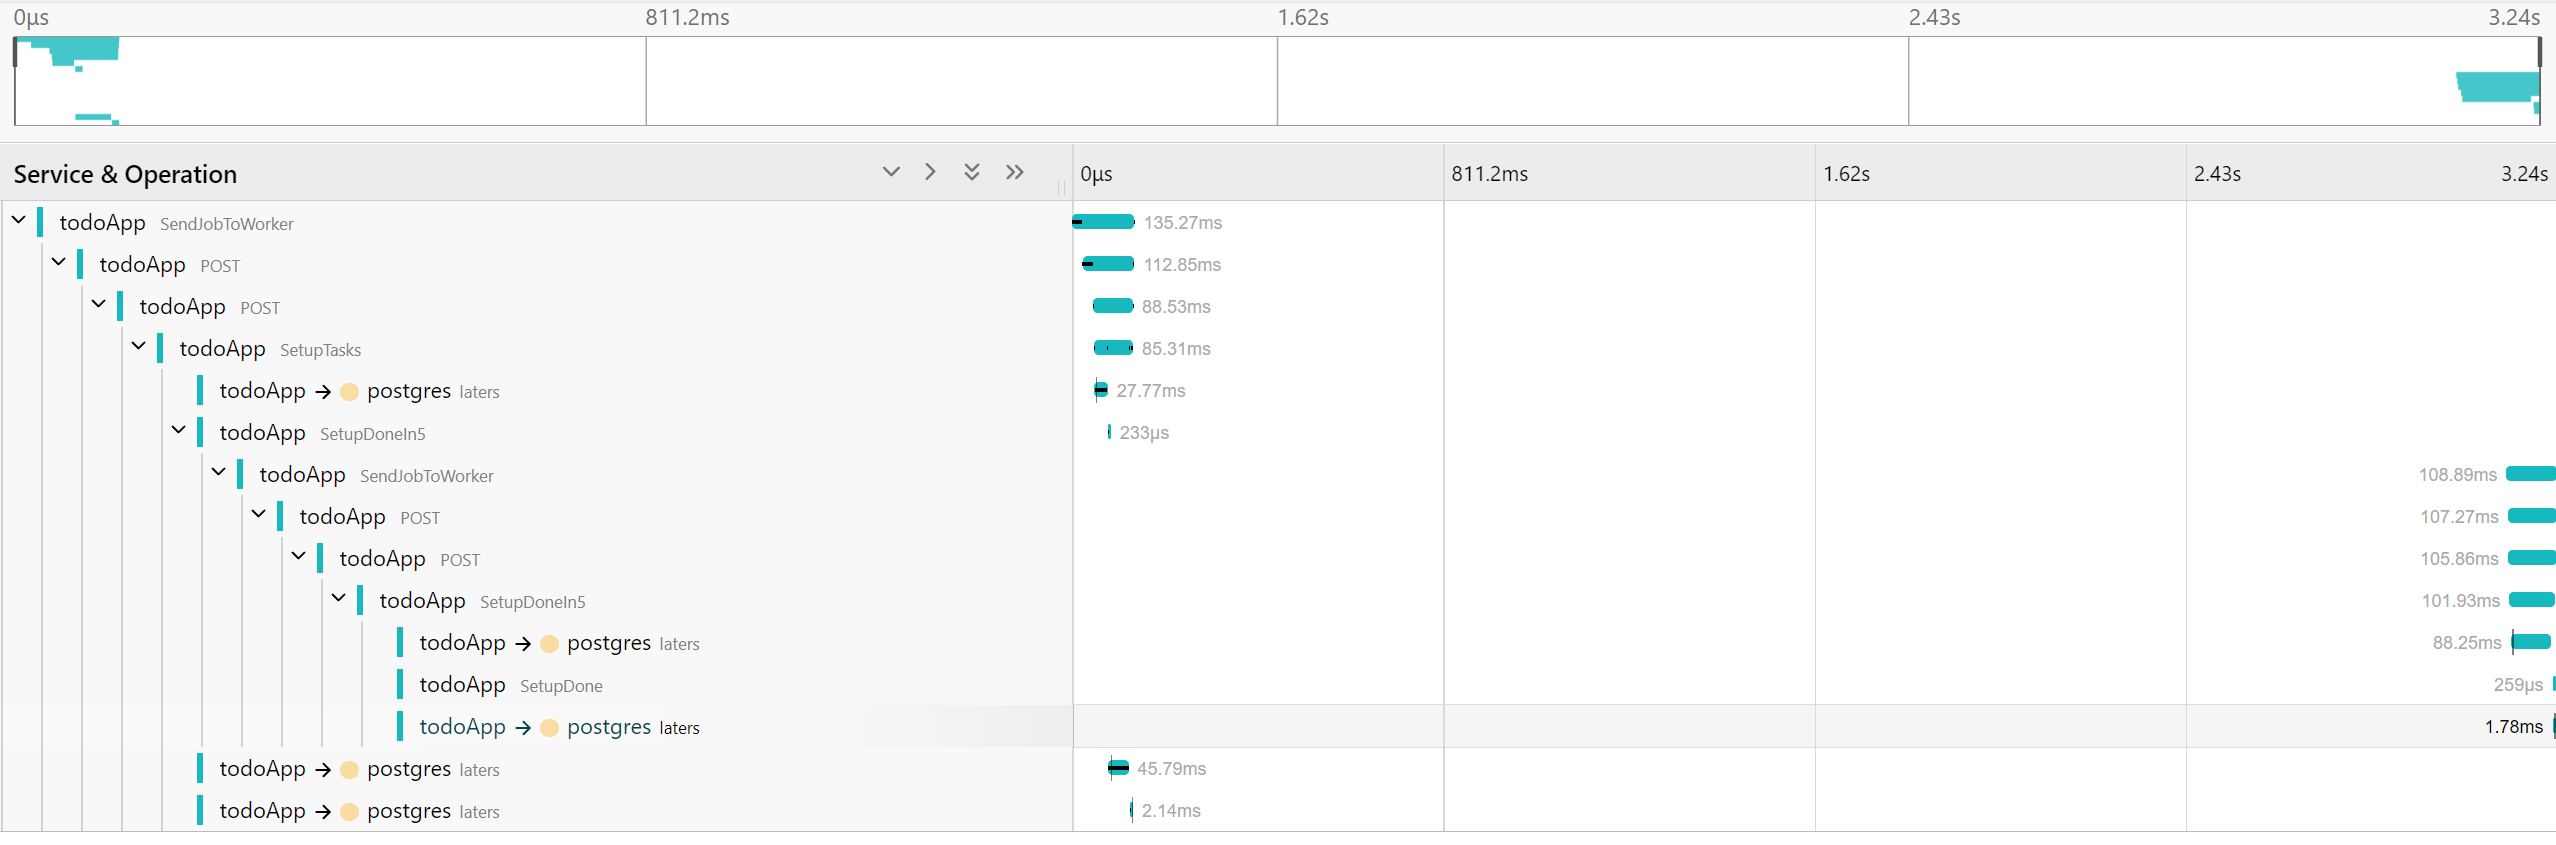 0μs 811.2ms 1.62s 2.43s 3.24s
Service & Operation 0μs 811.2ms 1.62s 2.43s 3.24s
todoApp SendJobToWorker 135.27ms
todoApp POST 112.85ms
todoApp POST 88.53ms
todoApp SetupTasks 85.31ms
todoApp → postgres laters 27.77ms
todoApp SetupDoneIn5 233μs
todoApp SendJobToWorker 108.89ms
todoApp POST 107.27ms
todoApp POST 105.86ms
todoApp SetupDoneIn5 101.93ms
todoApp → postgres laters 88.25ms
todoApp SetupDone 259μs
todoApp → postgres laters 1.78ms
todoApp → postgres laters 45.79ms
todoApp → postgres laters 2.14ms